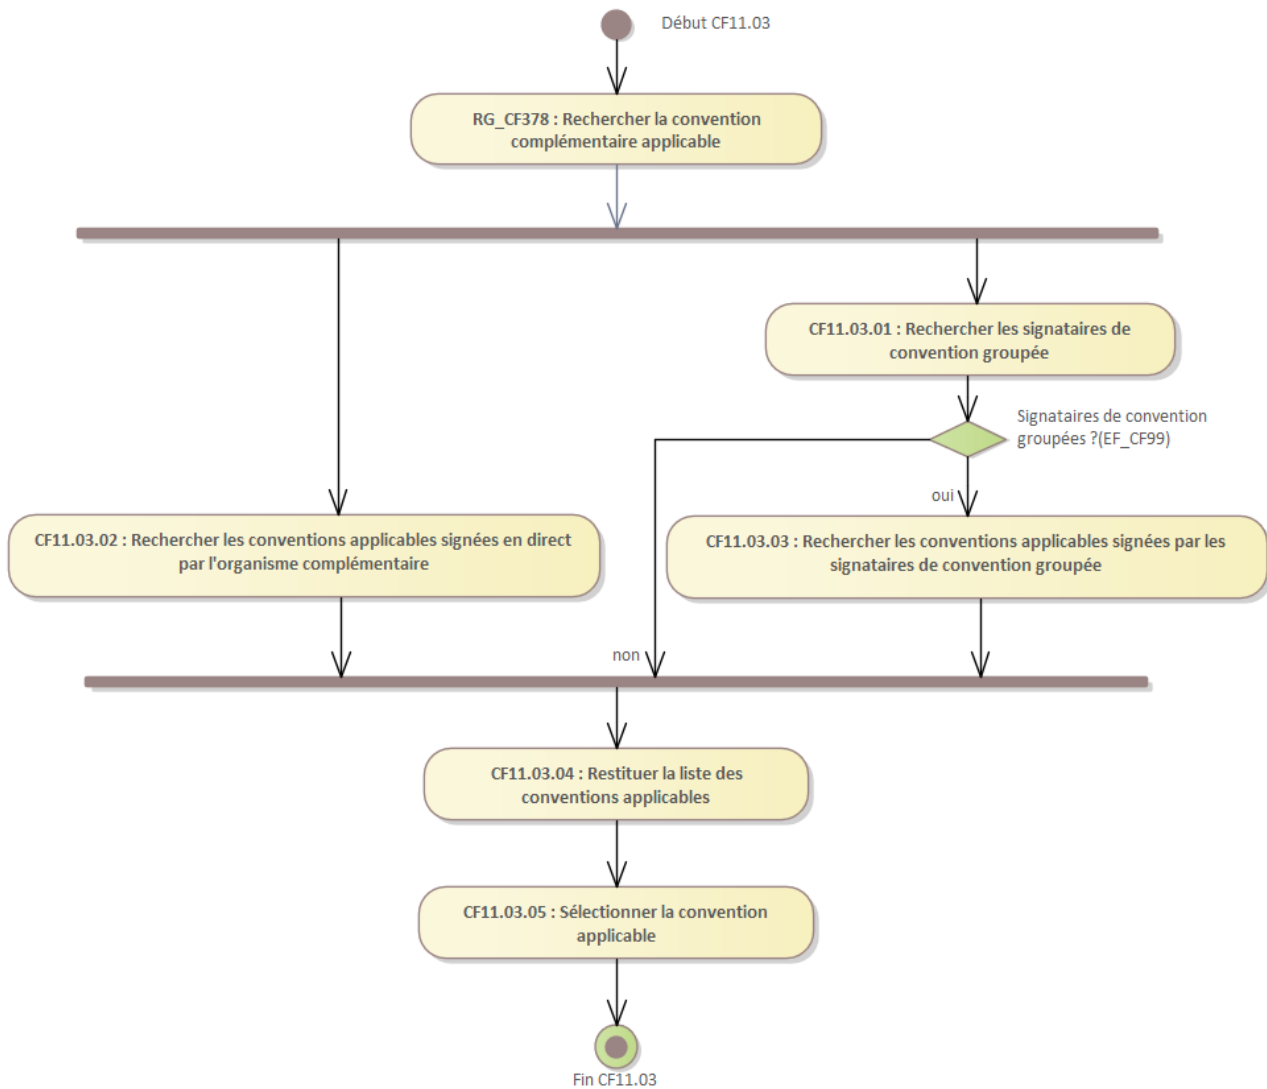 Début CF11.03
RG_CF378 : Rechercher la convention
complémentaire applicable
CF11.03.01 : Rechercher les signataires de
convention groupée
Signataires de convention
groupées ?(EF_CF99)
oui
CF11.03.02 : Rechercher les conventions applicables signées en direct
par l'organisme complémentaire
CF11.03.03 : Rechercher les conventions applicables signées par les
signataires de convention groupée
non
CF11.03.04 : Restituer la liste des
conventions applicables
CF11.03.05 : Sélectionner la convention
applicable
Fin CF11.03